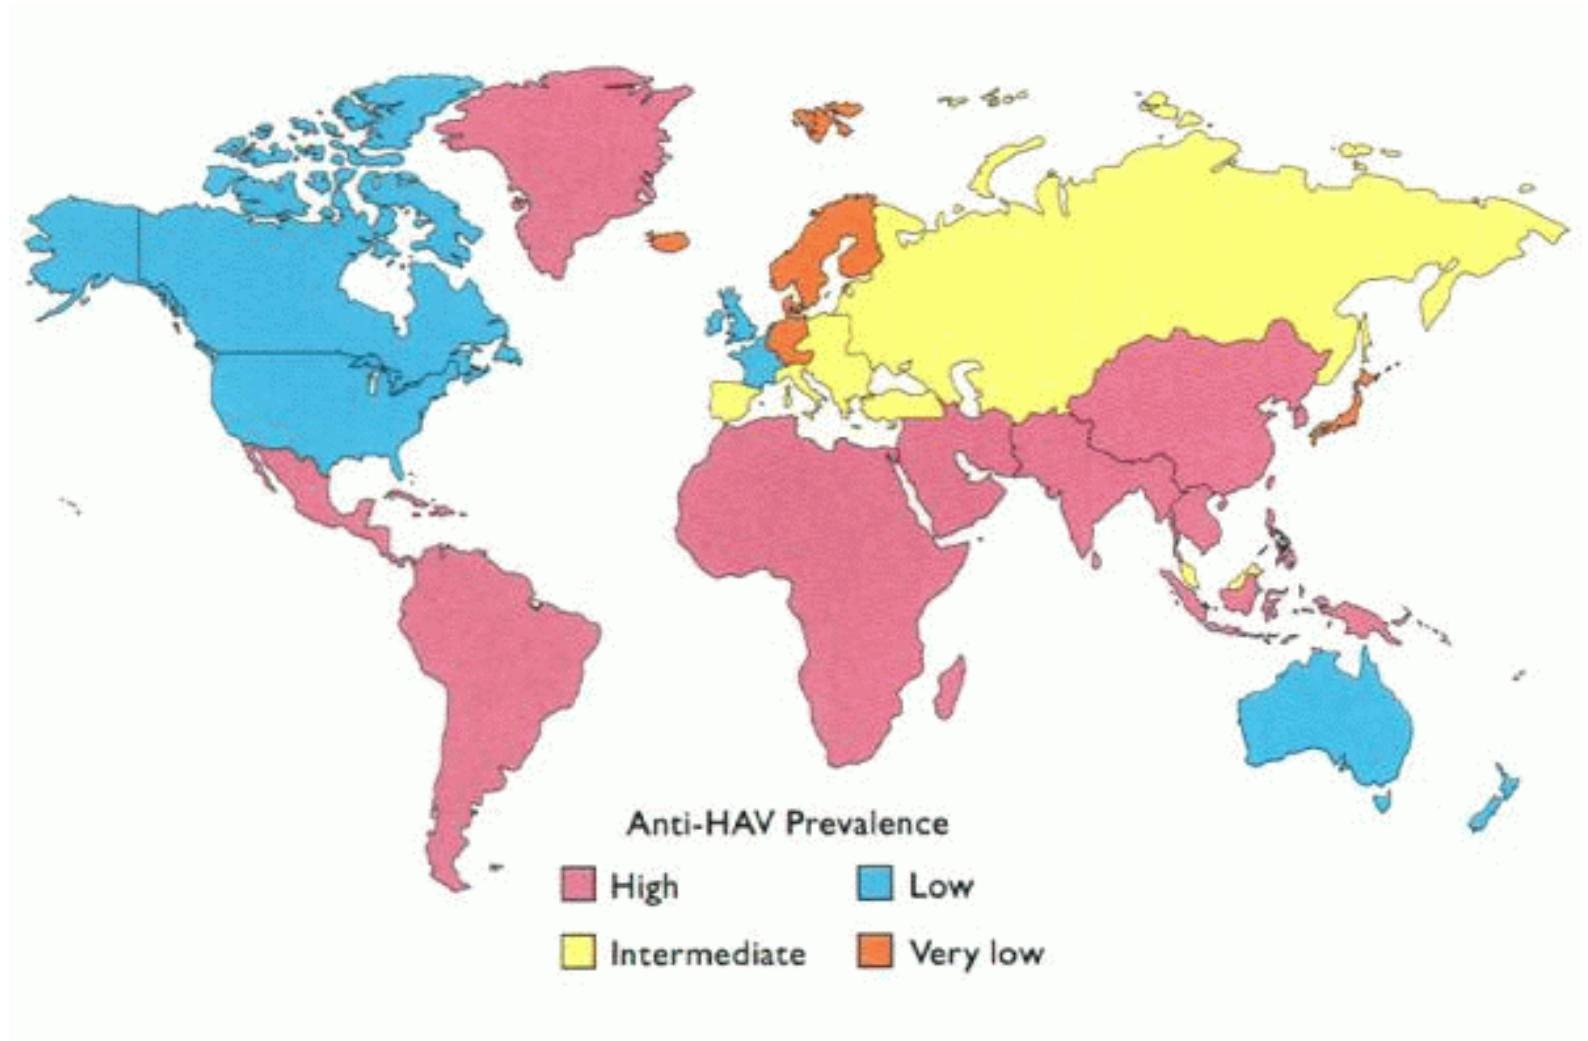 Anti-HAV Prevalence
High
Low
Intermediate
Very low